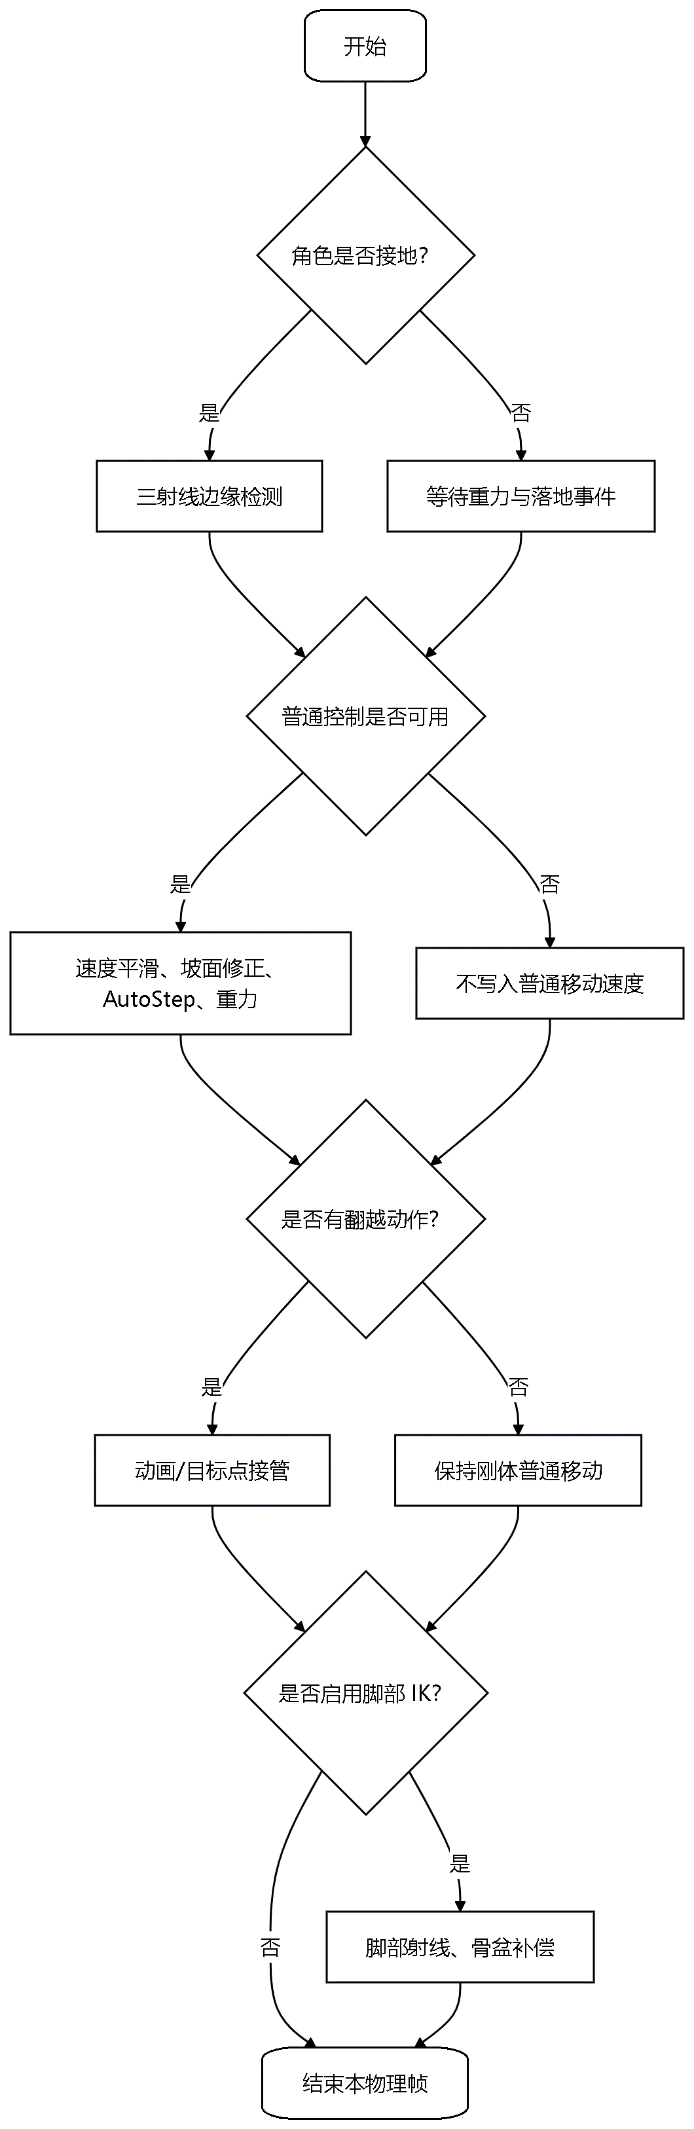 开始
角色是否接地?
是
否
三射线边缘检测
等待重力与落地事件
普通控制是否可用
是
否
速度平滑、坡面修正、
AutoStep、重力
不写入普通移动速度
是否有翻越动作?
是
否
动画/目标点接管
保持刚体普通移动
是否启用脚部 IK?
是
否
脚部射线、骨盆补偿
结束本物理帧